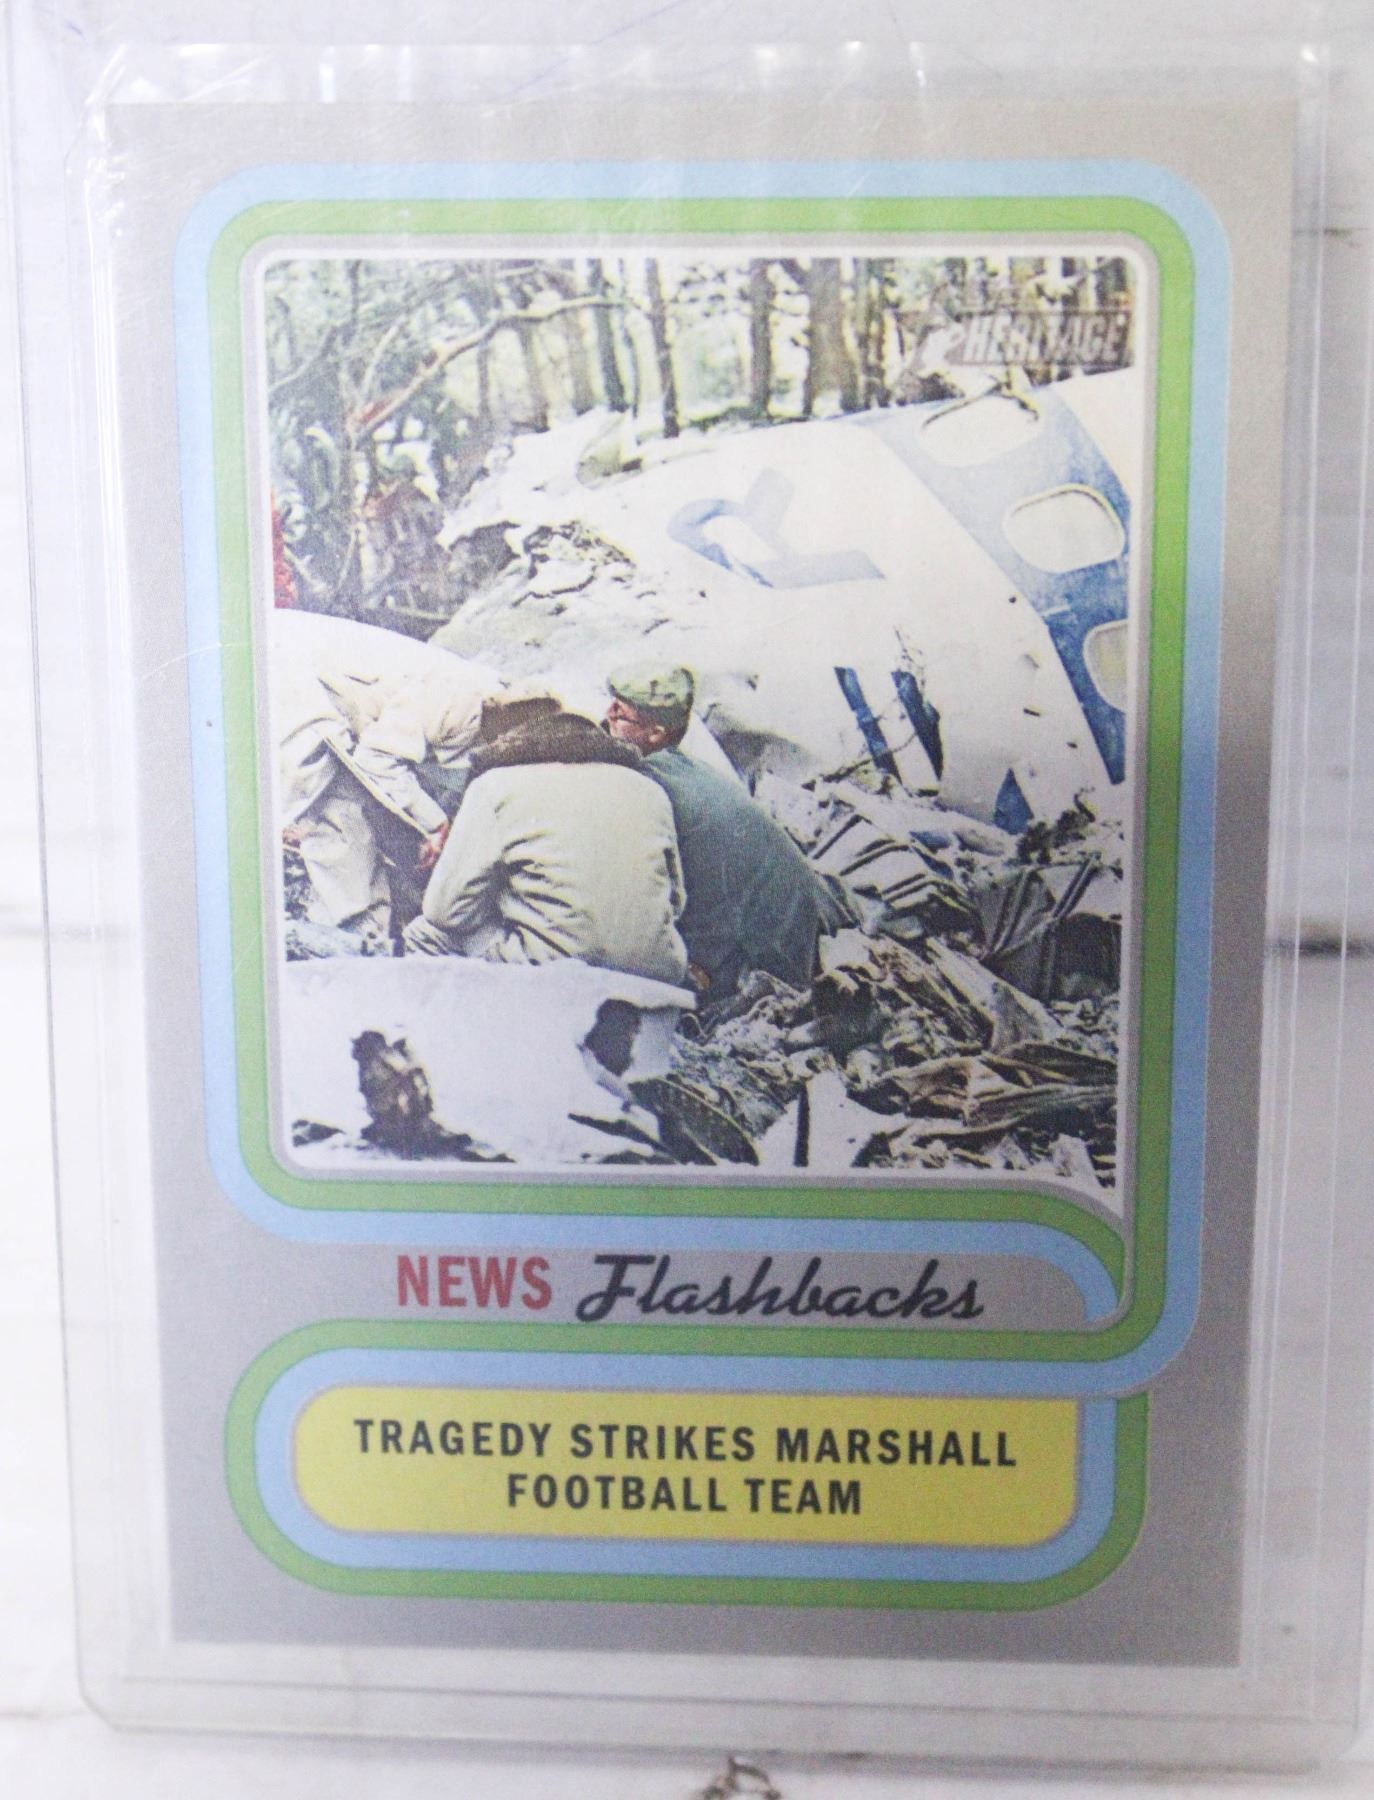 HERITAGE
NEWS Flashbacks
TRAGEDY STRIKES MARSHALL
FOOTBALL TEAM